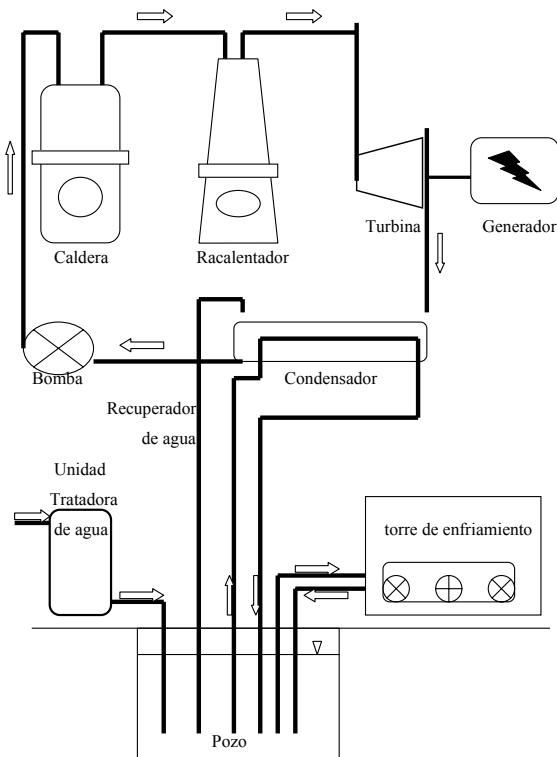 Caldera
Racalentador
Turbina
Generador
Bomba
Condensador
Recuperador
de agua
Unidad
Tratadora
de agua
torre de enfriamiento
Pozo